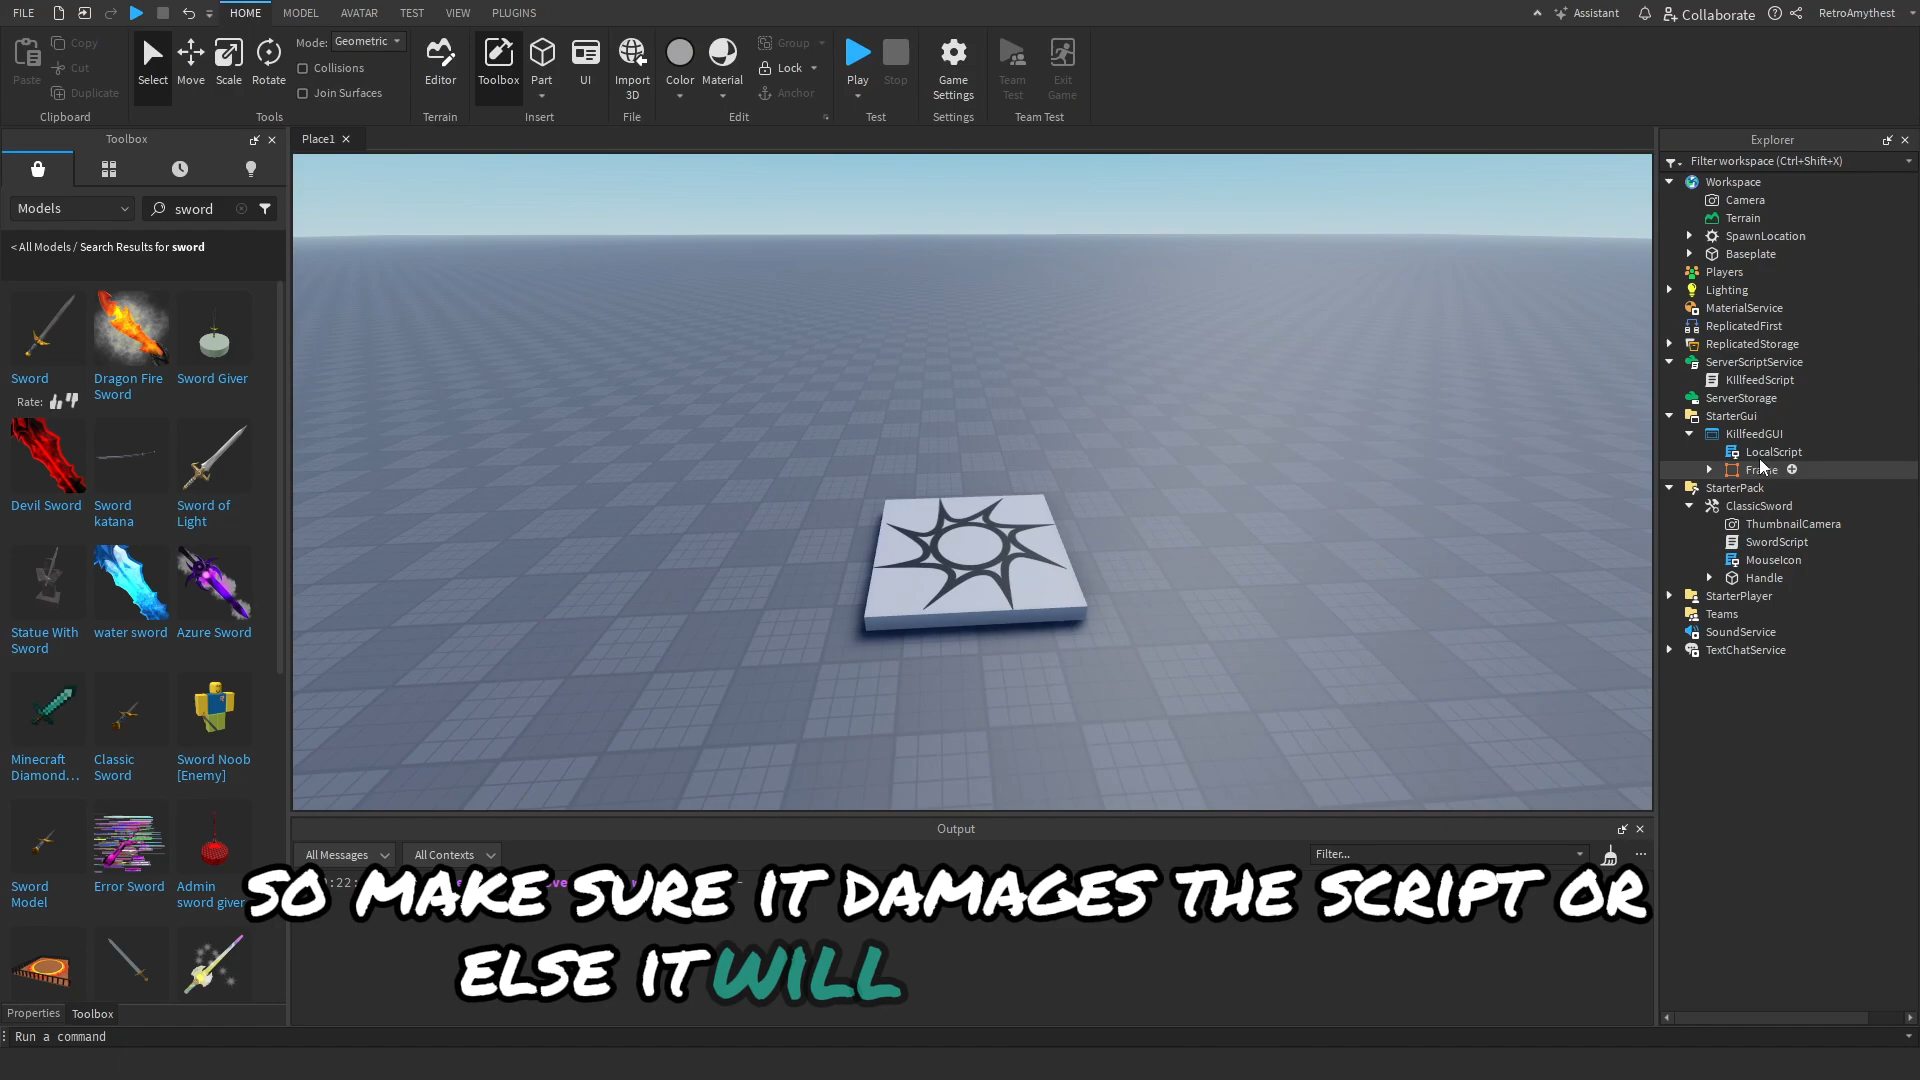 FILE
HOME
MODEL
AVATAR
TEST
VIEW
PLUGINS
Assistant
Collaborate
RetroAmythest
Paste
Copy
Cut
Duplicate
Clipboard
Select
Move
Scale
Rotate
Mode: Geometric
Collisions
Join Surfaces
Tools
Editor
Terrain
Toolbox
Part
UI
Insert
Import
3D
File
Color
Material
Group
Lock
Anchor
Edit
Play
Stop
Test
Game
Settings
Settings
Team
Test
Exit
Game
Team Test
Toolbox
Models
sword
< All Models / Search Results for sword
Sword
Rate:
Dragon Fire
Sword
Sword Giver
Devil Sword
Sword
katana
Sword of
Light
Statue With
Sword
water sword
Azure Sword
Minecraft
Diamond...
Classic
Sword
Sword Noob
[Enemy]
Sword
Model
Error Sword
Admin
sword giver
Properties
Toolbox
Run a command
Place1
Output
All Messages
All Contexts
Filter...
SO MAKE SURE IT DAMAGES THE SCRIPT OR
ELSE IT WILL
Explorer
Filter workspace (Ctrl+Shift+X)
Workspace
Camera
Terrain
SpawnLocation
Baseplate
Players
Lighting
MaterialService
ReplicatedFirst
ReplicatedStorage
ServerScriptService
KIllfeedScript
ServerStorage
StarterGui
KillfeedGUI
LocalScript
StarterPack
ClassicSword
ThumbnailCamera
SwordScript
MouseIcon
Handle
StarterPlayer
Teams
SoundService
TextChatService